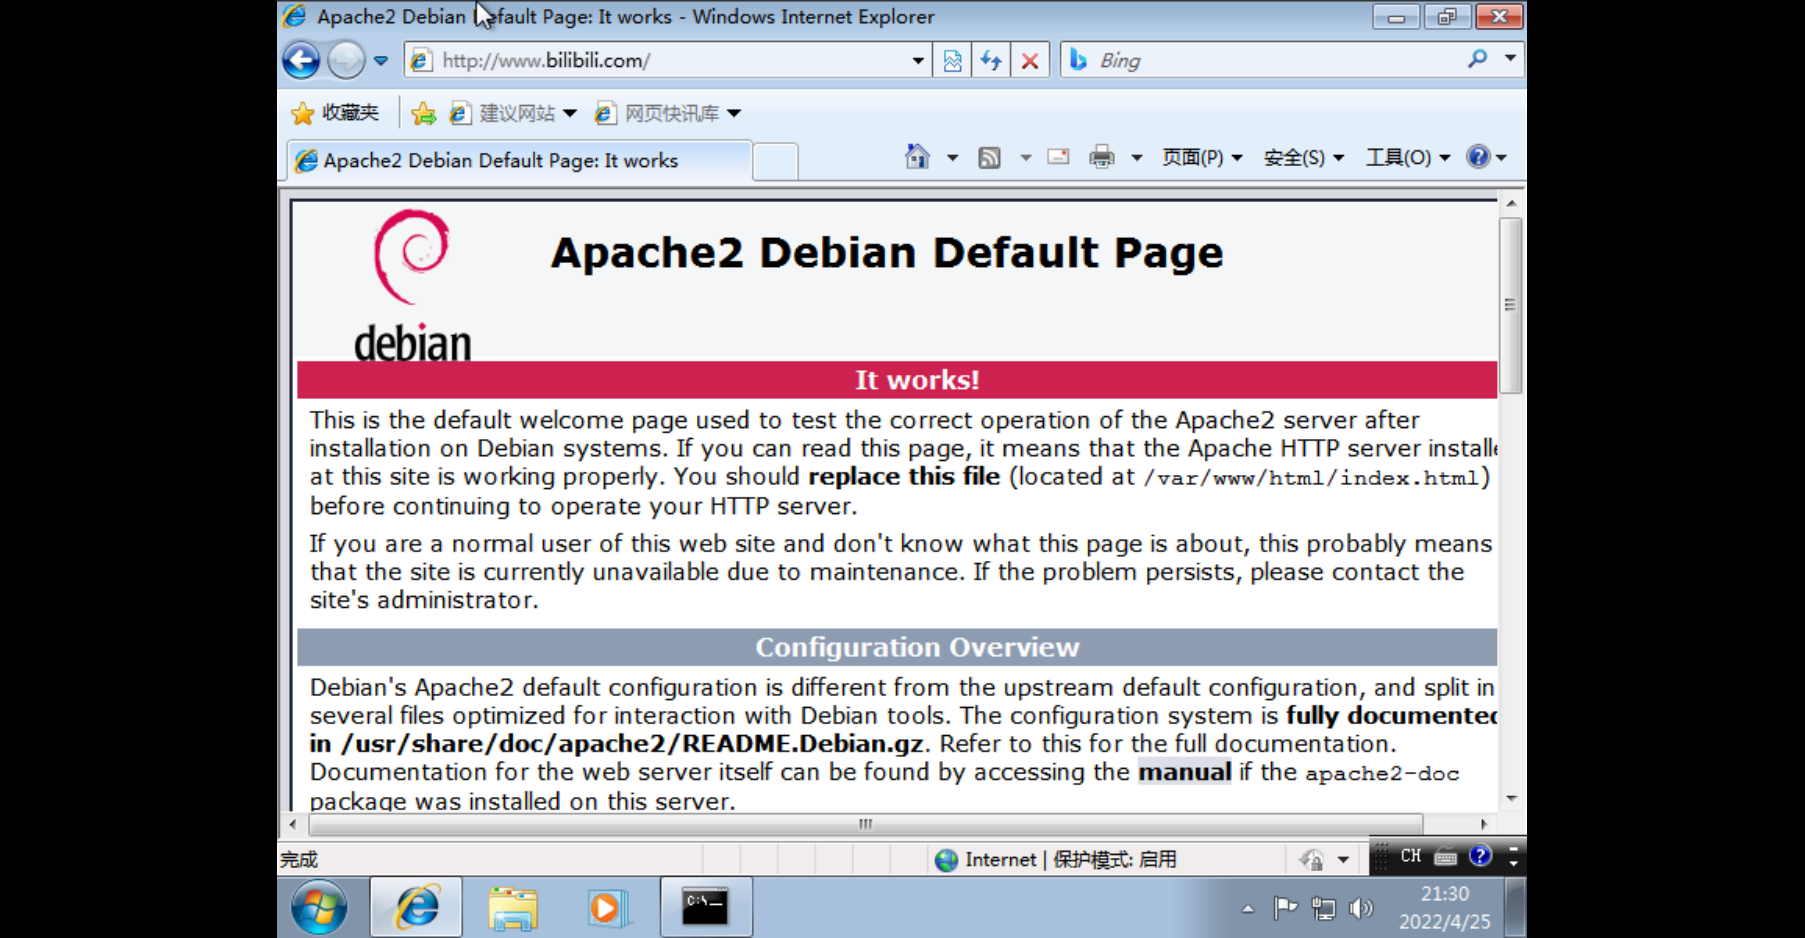 Apache2 Debian Default Page: It works - Windows Internet Explorer
http://www.bilibili.com/
Bing
收藏夹
建议网站
网页快讯库
Apache2 Debian Default Page: It works
页面(P)
安全(S)
工具(O)
debian
Apache2 Debian Default Page
It works!
This is the default welcome page used to test the correct operation of the Apache2 server after
installation on Debian systems. If you can read this page, it means that the Apache HTTP server installe
at this site is working properly. You should replace this file (located at /var/www/html/index.html)
before continuing to operate your HTTP server.
If you are a normal user of this web site and don't know what this page is about, this probably means
that the site is currently unavailable due to maintenance. If the problem persists, please contact the
site's administrator.
Configuration Overview
Debian's Apache2 default configuration is different from the upstream default configuration, and split in
several files optimized for interaction with Debian tools. The configuration system is fully documented
in /usr/share/doc/apache2/README.Debian.gz. Refer to this for the full documentation.
Documentation for the web server itself can be found by accessing the manual if the apache2-doc
package was installed on this server.
完成
Internet | 保护模式: 启用
CH
C:\_
21:30
2022/4/25